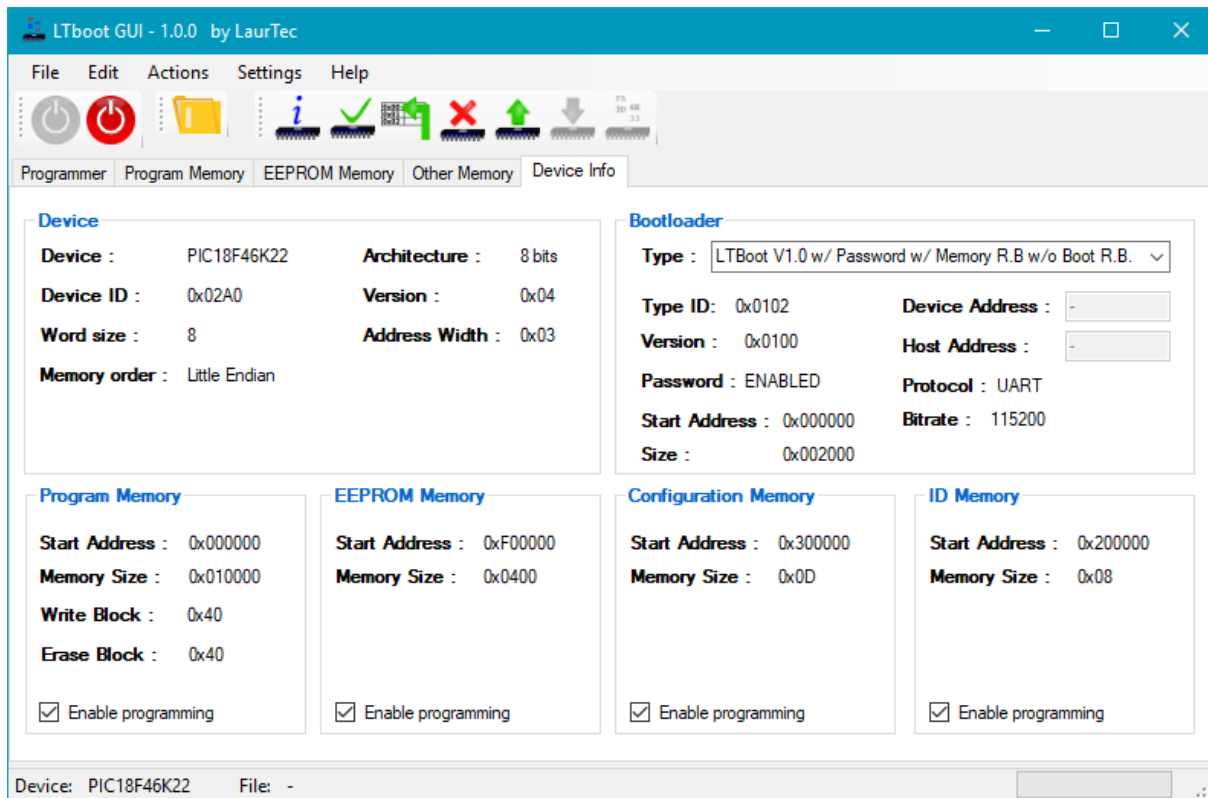 LTboot GUI - 1.0.0 by LaurTec
File Edit Actions Settings Help
Programmer Program Memory EEPROM Memory Other Memory Device Info
Device
Device : PIC18F46K22 Architecture : 8 bits
Device ID : 0x02A0 Version : 0x04
Word size : 8 Address Width : 0x03
Memory order : Little Endian
Bootloader
Type : LTBoot V1.0 w/ Password w/ Memory R.B w/o Boot R.B.
Type ID: 0x0102 Device Address : -
Version : 0x0100 Host Address : -
Password : ENABLED Protocol : UART
Start Address : 0x000000 Bitrate : 115200
Size : 0x002000
Program Memory
Start Address : 0x000000
Memory Size : 0x010000
Write Block : 0x40
Erase Block : 0x40
Enable programming
EEPROM Memory
Start Address : 0xF00000
Memory Size : 0x0400
Enable programming
Configuration Memory
Start Address : 0x300000
Memory Size : 0x0D
Enable programming
ID Memory
Start Address : 0x200000
Memory Size : 0x08
Enable programming
Device: PIC18F46K22 File: -